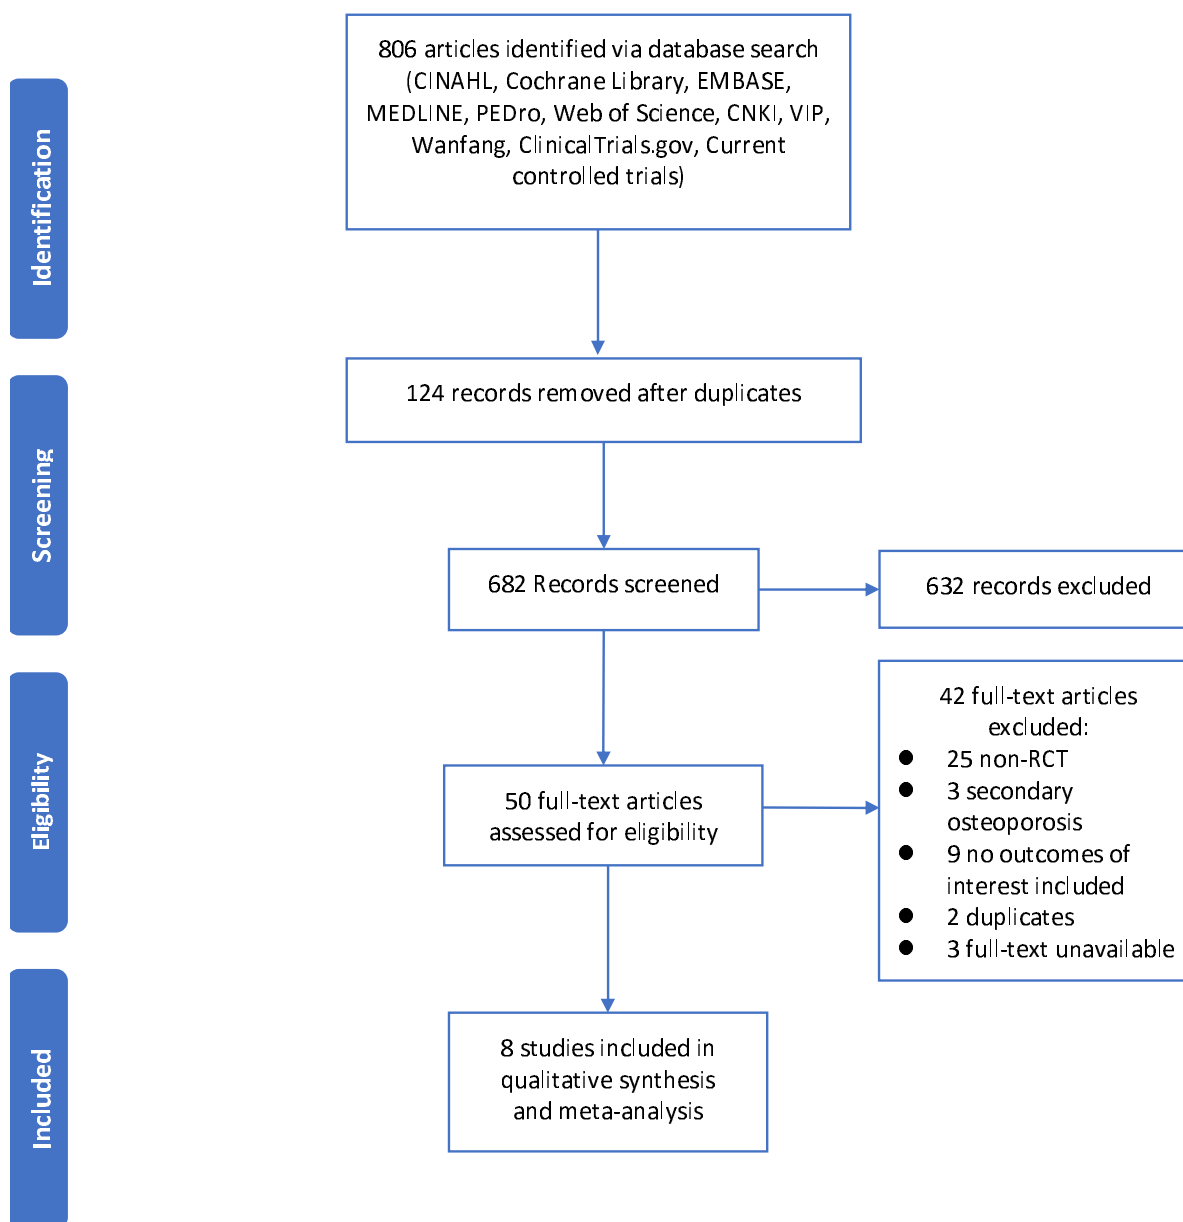 Identification
806 articles identified via database search
(CINAHL, Cochrane Library, EMBASE,
MEDLINE, PEDro, Web of Science, CNKI, VIP,
Wanfang, ClinicalTrials.gov, Current
controlled trials)
124 records removed after duplicates
Screening
682 Records screened
632 records excluded
Eligibility
50 full-text articles
assessed for eligibility
42 full-text articles
excluded:
● 25 non-RCT
● 3 secondary
osteoporosis
● 9 no outcomes of
interest included
● 2 duplicates
● 3 full-text unavailable
Included
8 studies included in
qualitative synthesis
and meta-analysis